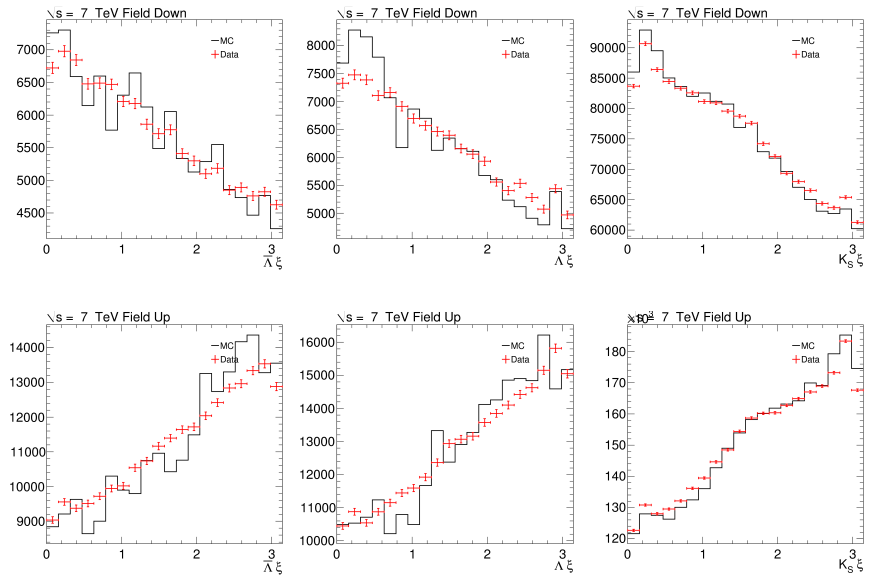 \s = 7 TeV Field Down
MC
Data
7000
6500
6000
5500
5000
4500
0 1 2 3
Λ̅ ξ
\s = 7 TeV Field Down
MC
Data
8000
7500
7000
6500
6000
5500
5000
0 1 2 3
Λ ξ
\s = 7 TeV Field Down
MC
Data
90000
85000
80000
75000
70000
65000
60000
0 1 2 3
K_S ξ
\s = 7 TeV Field Up
MC
Data
14000
13000
12000
11000
10000
9000
0 1 2 3
Λ̅ ξ
\s = 7 TeV Field Up
MC
Data
16000
15000
14000
13000
12000
11000
10000
0 1 2 3
Λ ξ
\s = 7 TeV Field Up
×10³
MC
Data
180
170
160
150
140
130
120
0 1 2 3
K_S ξ